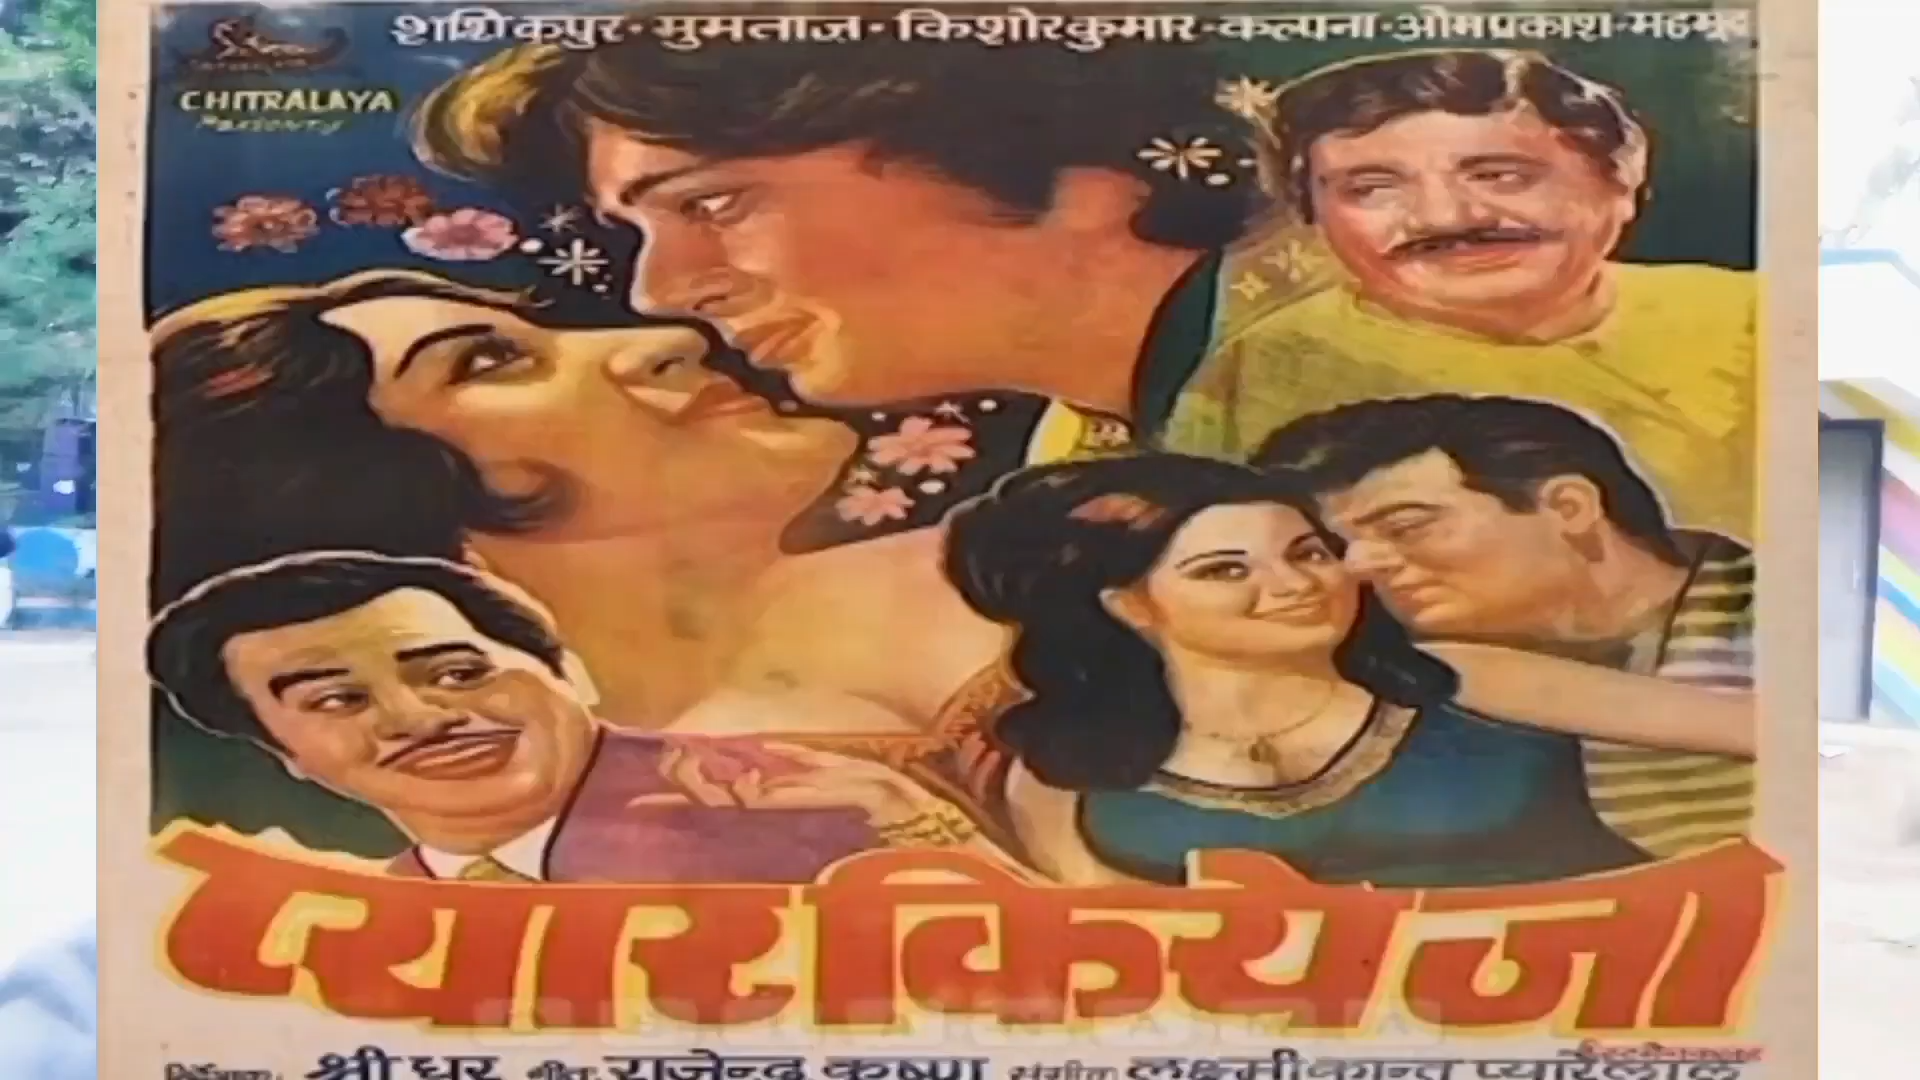 शशि कपुर · मुमताज़ · किशोरकुमार · कल्पना · ओमप्रकाश · महमूद
CHITRALAYA
PRESENTS
प्यार किये जा
श्रीधर गीत: राजेन्द्र कृष्ण संगीत लक्ष्मीकान्त प्यारेलाल